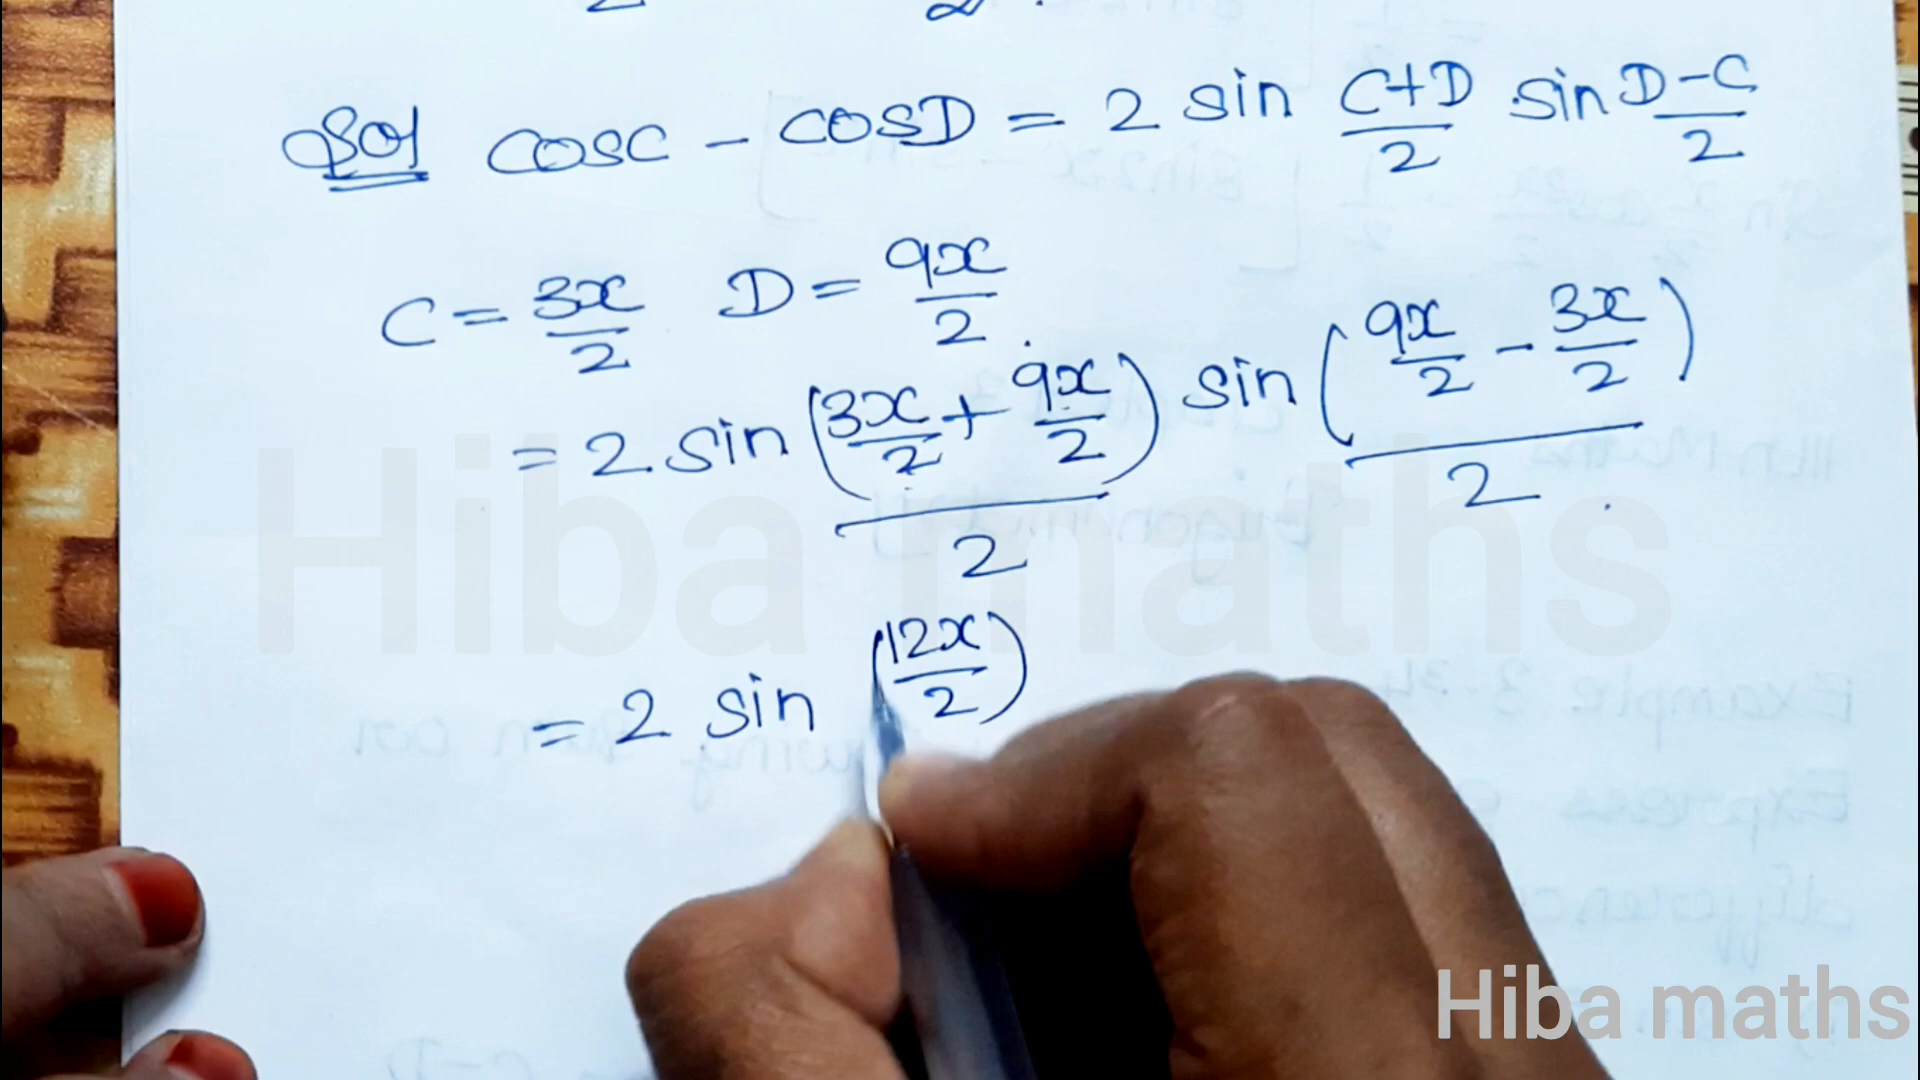 Sol cosC - cosD = 2 sin C+D/2 sin D-C/2
C = 3x/2 D = 9x/2
= 2 sin (3x/2 + 9x/2)/2 sin (9x/2 - 3x/2)/2
= 2 sin (12x/2)
Hiba maths
Hiba maths